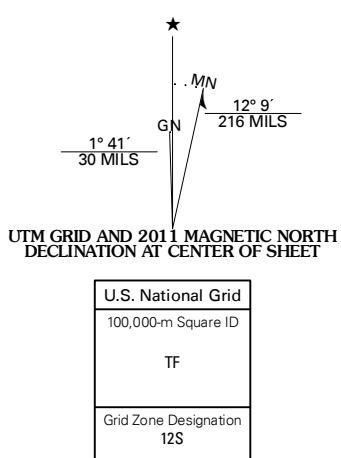 ★
MN
GN
12° 9´
216 MILS
1° 41´
30 MILS
UTM GRID AND 2011 MAGNETIC NORTH
DECLINATION AT CENTER OF SHEET
U.S. National Grid
100,000-m Square ID
TF
Grid Zone Designation
12S